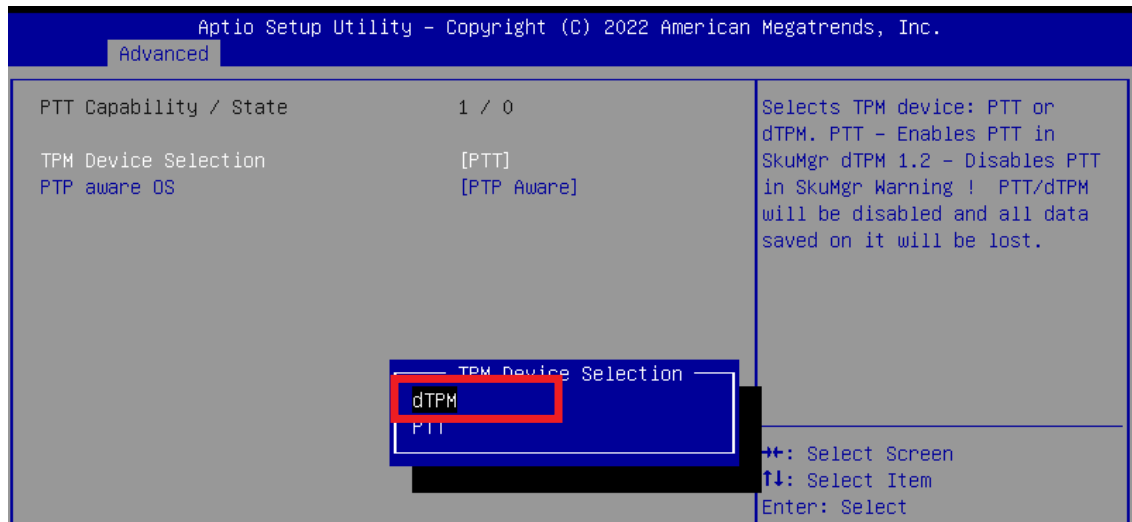 Aptio Setup Utility – Copyright (C) 2022 American Megatrends, Inc.
Advanced
PTT Capability / State 1 / 0
TPM Device Selection [PTT]
PTP aware OS [PTP Aware]
Selects TPM device: PTT or
dTPM. PTT – Enables PTT in
SkuMgr dTPM 1.2 – Disables PTT
in SkuMgr Warning ! PTT/dTPM
will be disabled and all data
saved on it will be lost.
TPM Device Selection
dTPM
PTT
→←: Select Screen
↑↓: Select Item
Enter: Select